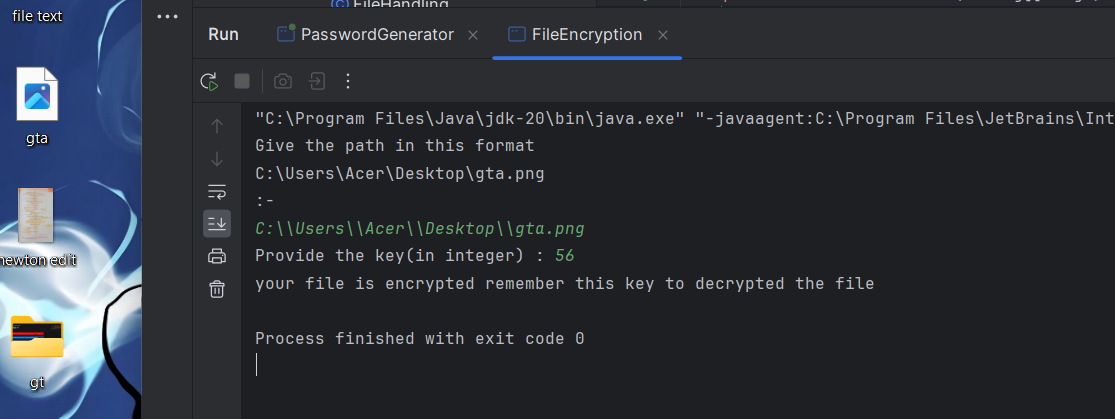 file text
gta
newton edit
gt
FileHandling
Run PasswordGenerator FileEncryption
"C:\Program Files\Java\jdk-20\bin\java.exe" "-javaagent:C:\Program Files\JetBrains\Int
Give the path in this format
C:\Users\Acer\Desktop\gta.png
:-
C:\\Users\\Acer\\Desktop\\gta.png
Provide the key(in integer) : 56
your file is encrypted remember this key to decrypted the file
Process finished with exit code 0